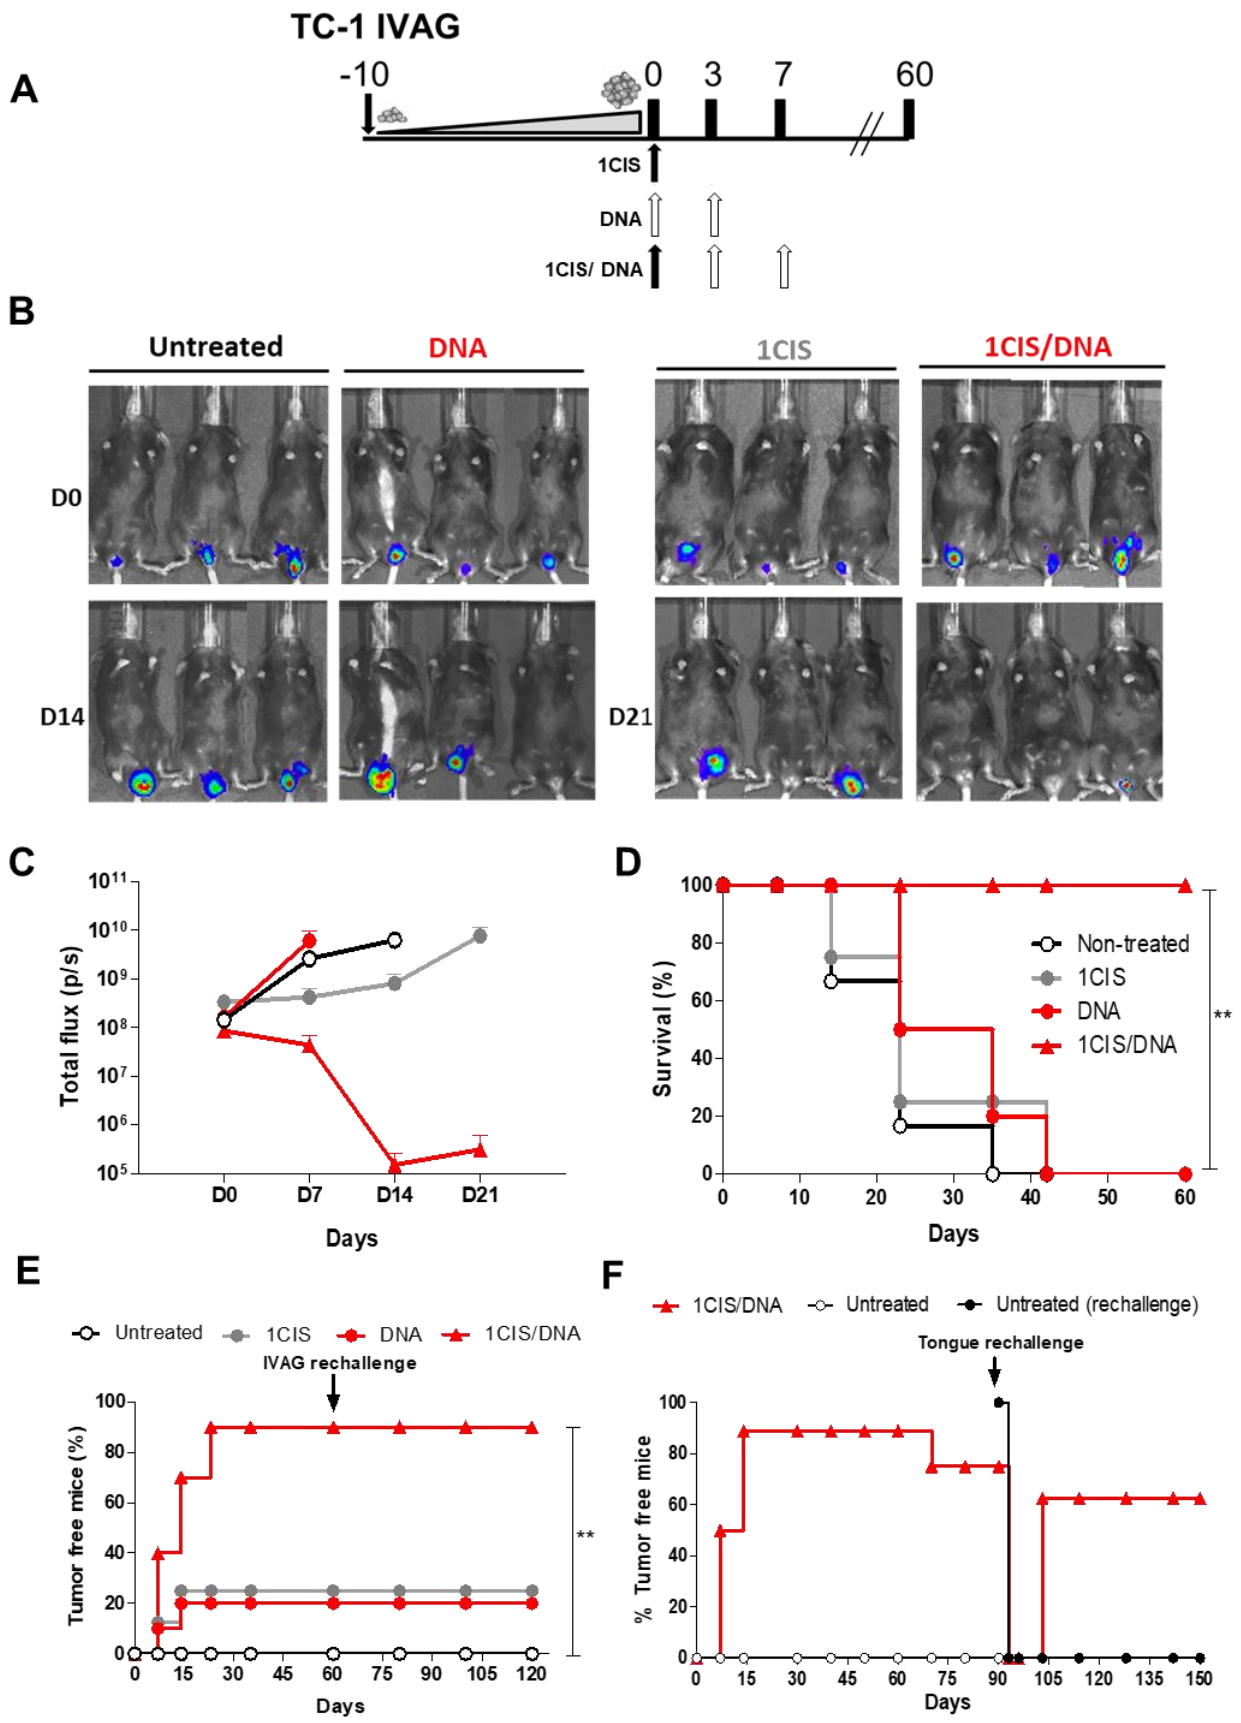 TC-1 IVAG
A
-10 0 3 7 60
1CIS
DNA
1CIS/ DNA
B
Untreated DNA 1CIS 1CIS/DNA
D0
D14 D21
C
10¹¹
10¹⁰
10⁹
10⁸
10⁷
10⁶
10⁵
Total flux (p/s)
D0 D7 D14 D21
Days
D
100
80
60
40
20
0
Survival (%)
Non-treated
1CIS
DNA
1CIS/DNA
**
0 10 20 30 40 50 60
Days
E
Untreated 1CIS DNA 1CIS/DNA
IVAG rechallenge
100
80
60
40
20
0
Tumor free mice (%)
**
0 15 30 45 60 75 90 105 120
Days
F
1CIS/DNA Untreated Untreated (rechallenge)
Tongue rechallenge
100
80
60
40
20
0
% Tumor free mice
0 15 30 45 60 75 90 105 120 135 150
Days